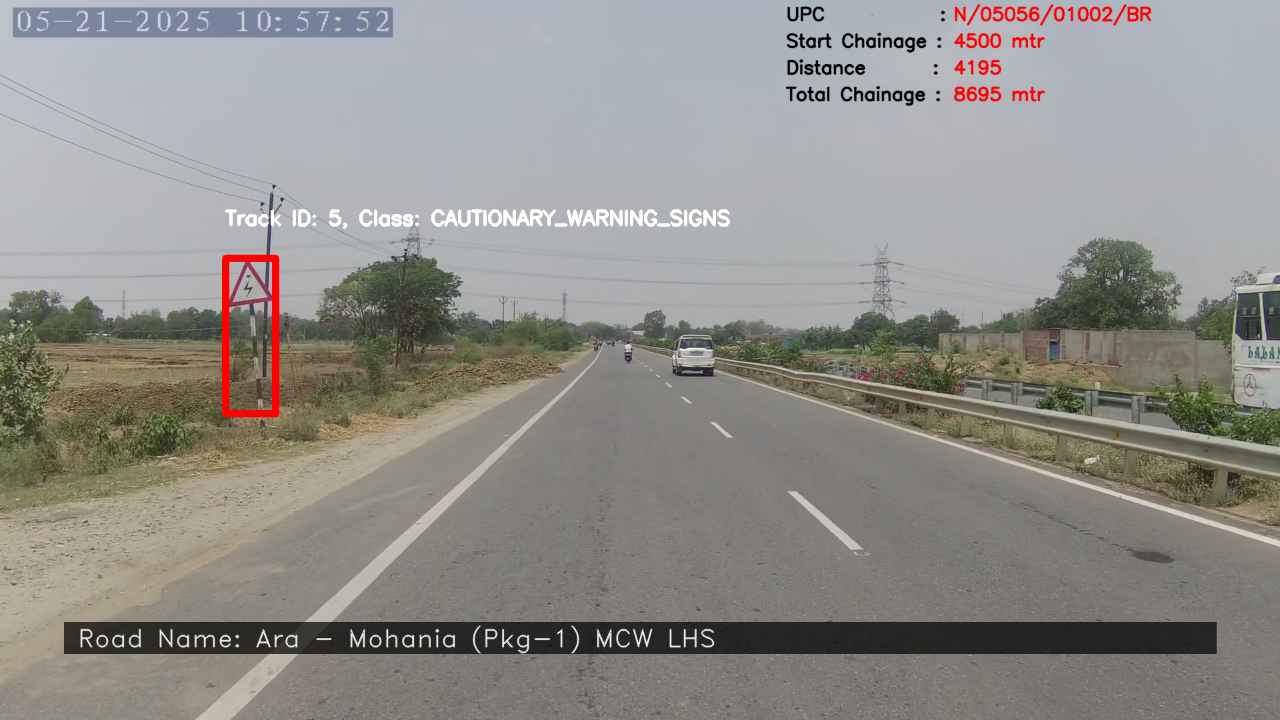 05-21-2025 10:57:52
UPC : N/05056/01002/BR
Start Chainage : 4500 mtr
Distance : 4195
Total Chainage : 8695 mtr
Track ID: 5, Class: CAUTIONARY_WARNING_SIGNS
Road Name: Ara - Mohania (Pkg-1) MCW LHS